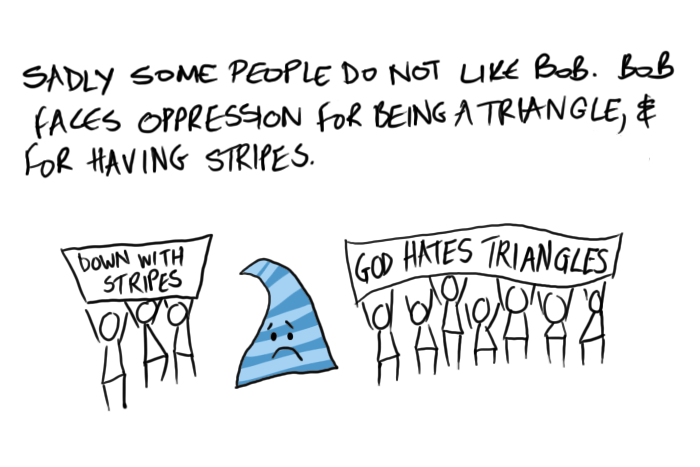 SADLY SOME PEOPLE DO NOT LIKE BOB. BOB
FACES OPPRESSION FOR BEING A TRIANGLE, &
FOR HAVING STRIPES.
DOWN WITH
STRIPES
GOD HATES TRIANGLES